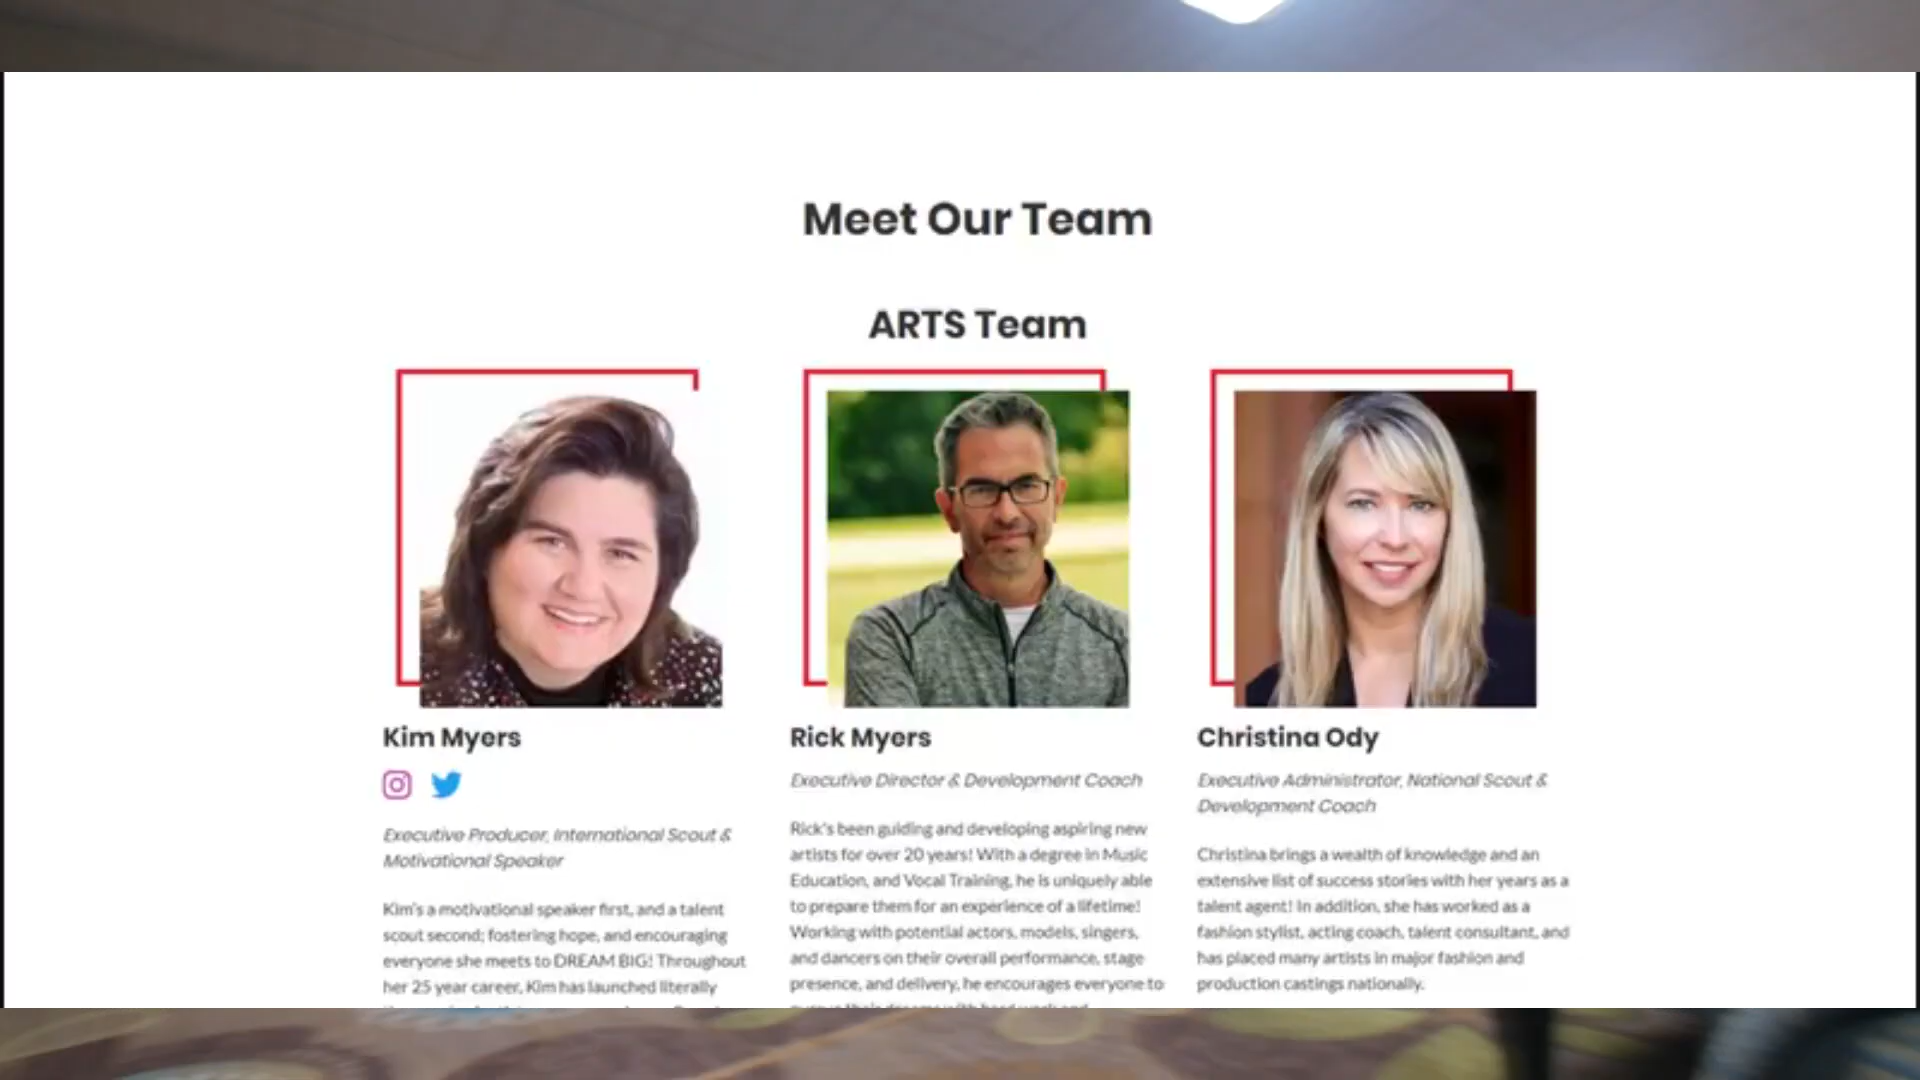 Meet Our Team
ARTS Team
Kim Myers
Executive Producer, International Scout &
Motivational Speaker
Kim's a motivational speaker first, and a talent
scout second; fostering hope, and encouraging
everyone she meets to DREAM BIG! Throughout
her 25 year career, Kim has launched literally
Rick Myers
Executive Director & Development Coach
Rick's been guiding and developing aspiring new
artists for over 20 years! With a degree in Music
Education, and Vocal Training, he is uniquely able
to prepare them for an experience of a lifetime!
Working with potential actors, models, singers,
and dancers on their overall performance, stage
presence, and delivery, he encourages everyone to
Christina Ody
Executive Administrator, National Scout &
Development Coach
Christina brings a wealth of knowledge and an
extensive list of success stories with her years as a
talent agent! In addition, she has worked as a
fashion stylist, acting coach, talent consultant, and
has placed many artists in major fashion and
production castings nationally.